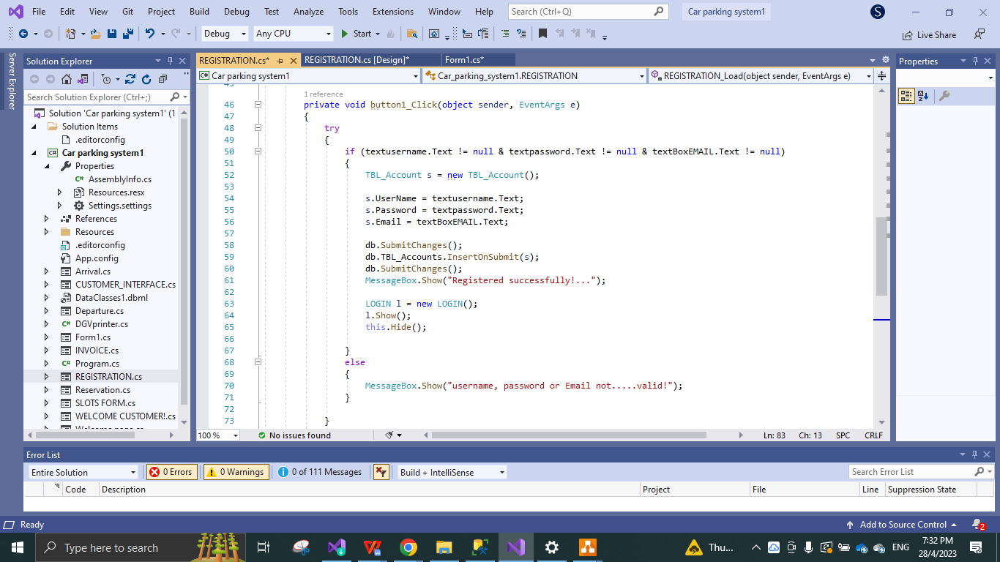 File Edit View Git Project Build Debug Test Analyze Tools Extensions Window Help Search (Ctrl+Q) Car parking system1 S
Debug Any CPU Start Live Share
Server Explorer
Solution Explorer
Search Solution Explorer (Ctrl+;)
Solution 'Car parking system1' (1
Solution Items
.editorconfig
Car parking system1
Properties
AssemblyInfo.cs
Resources.resx
Settings.settings
References
Resources
.editorconfig
App.config
Arrival.cs
CUSTOMER_INTERFACE.cs
DataClasses1.dbml
Departure.cs
DGVprinter.cs
Form1.cs
INVOICE.cs
Program.cs
REGISTRATION.cs
Reservation.cs
SLOTS FORM.cs
WELCOME CUSTOMER!.cs
REGISTRATION.cs* REGISTRATION.cs [Design]* Form1.cs*
Car parking system1 Car_parking_system1.REGISTRATION REGISTRATION_Load(object sender, EventArgs e)
1 reference
46 private void button1_Click(object sender, EventArgs e)
47 {
48 try
49 {
50 if (textusername.Text != null & textpassword.Text != null & textBoxEMAIL.Text != null)
51 {
52 TBL_Account s = new TBL_Account();
53
54 s.UserName = textusername.Text;
55 s.Password = textpassword.Text;
56 s.Email = textBoxEMAIL.Text;
57
58 db.SubmitChanges();
59 db.TBL_Accounts.InsertOnSubmit(s);
60 db.SubmitChanges();
61 MessageBox.Show("Registered successfully!...");
62
63 LOGIN l = new LOGIN();
64 l.Show();
65 this.Hide();
66
67 }
68 else
69 {
70 MessageBox.Show("username, password or Email not.....valid!");
71 }
72
73 }
100 % No issues found Ln: 83 Ch: 13 SPC CRLF
Properties
Error List
Entire Solution 0 Errors 0 Warnings 0 of 111 Messages Build + IntelliSense Search Error List
Code Description Project File Line Suppression State
Ready Add to Source Control 2
Type here to search Thu... ENG 7:32 PM
28/4/2023